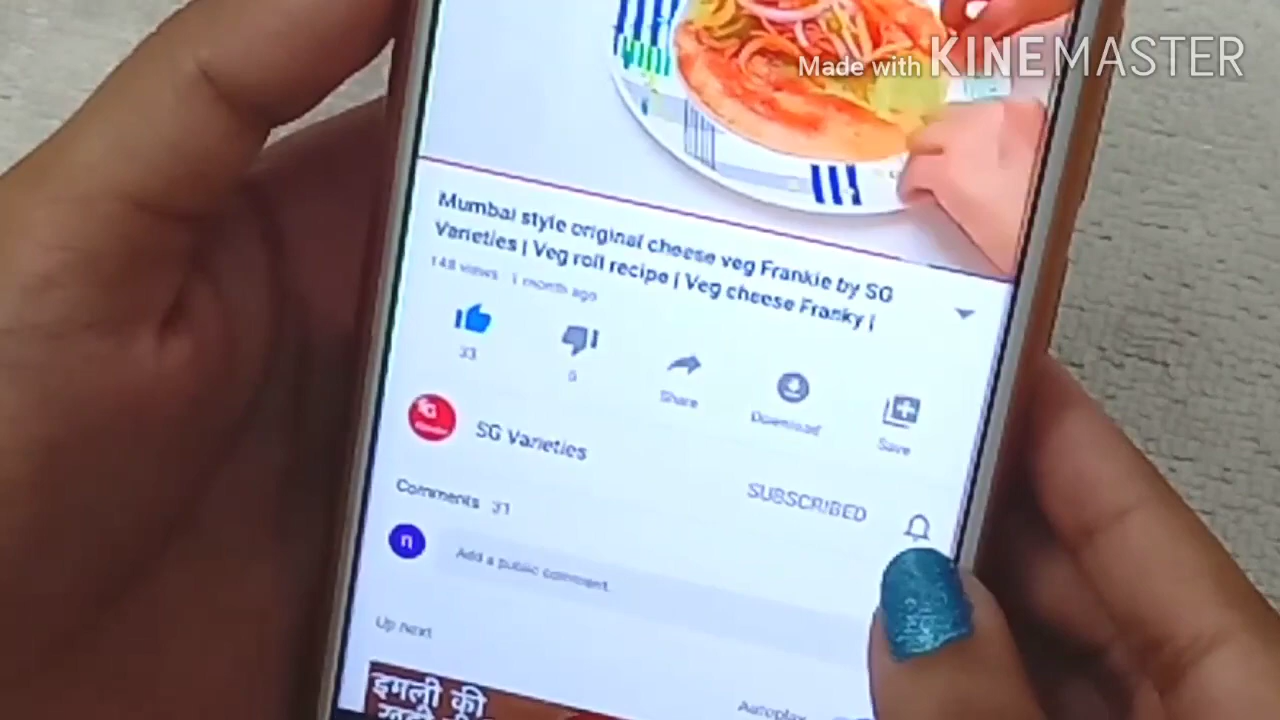 Made with KINEMASTER
Mumbai style original cheese veg Frankie by SG
Varieties | Veg roll recipe | Veg cheese Franky |
148 views 1 month ago
33
0
Share
Download
Save
SG Varieties
SUBSCRIBED
Comments 31
n
Add a public comment...
Up next
Autoplay
इमली की